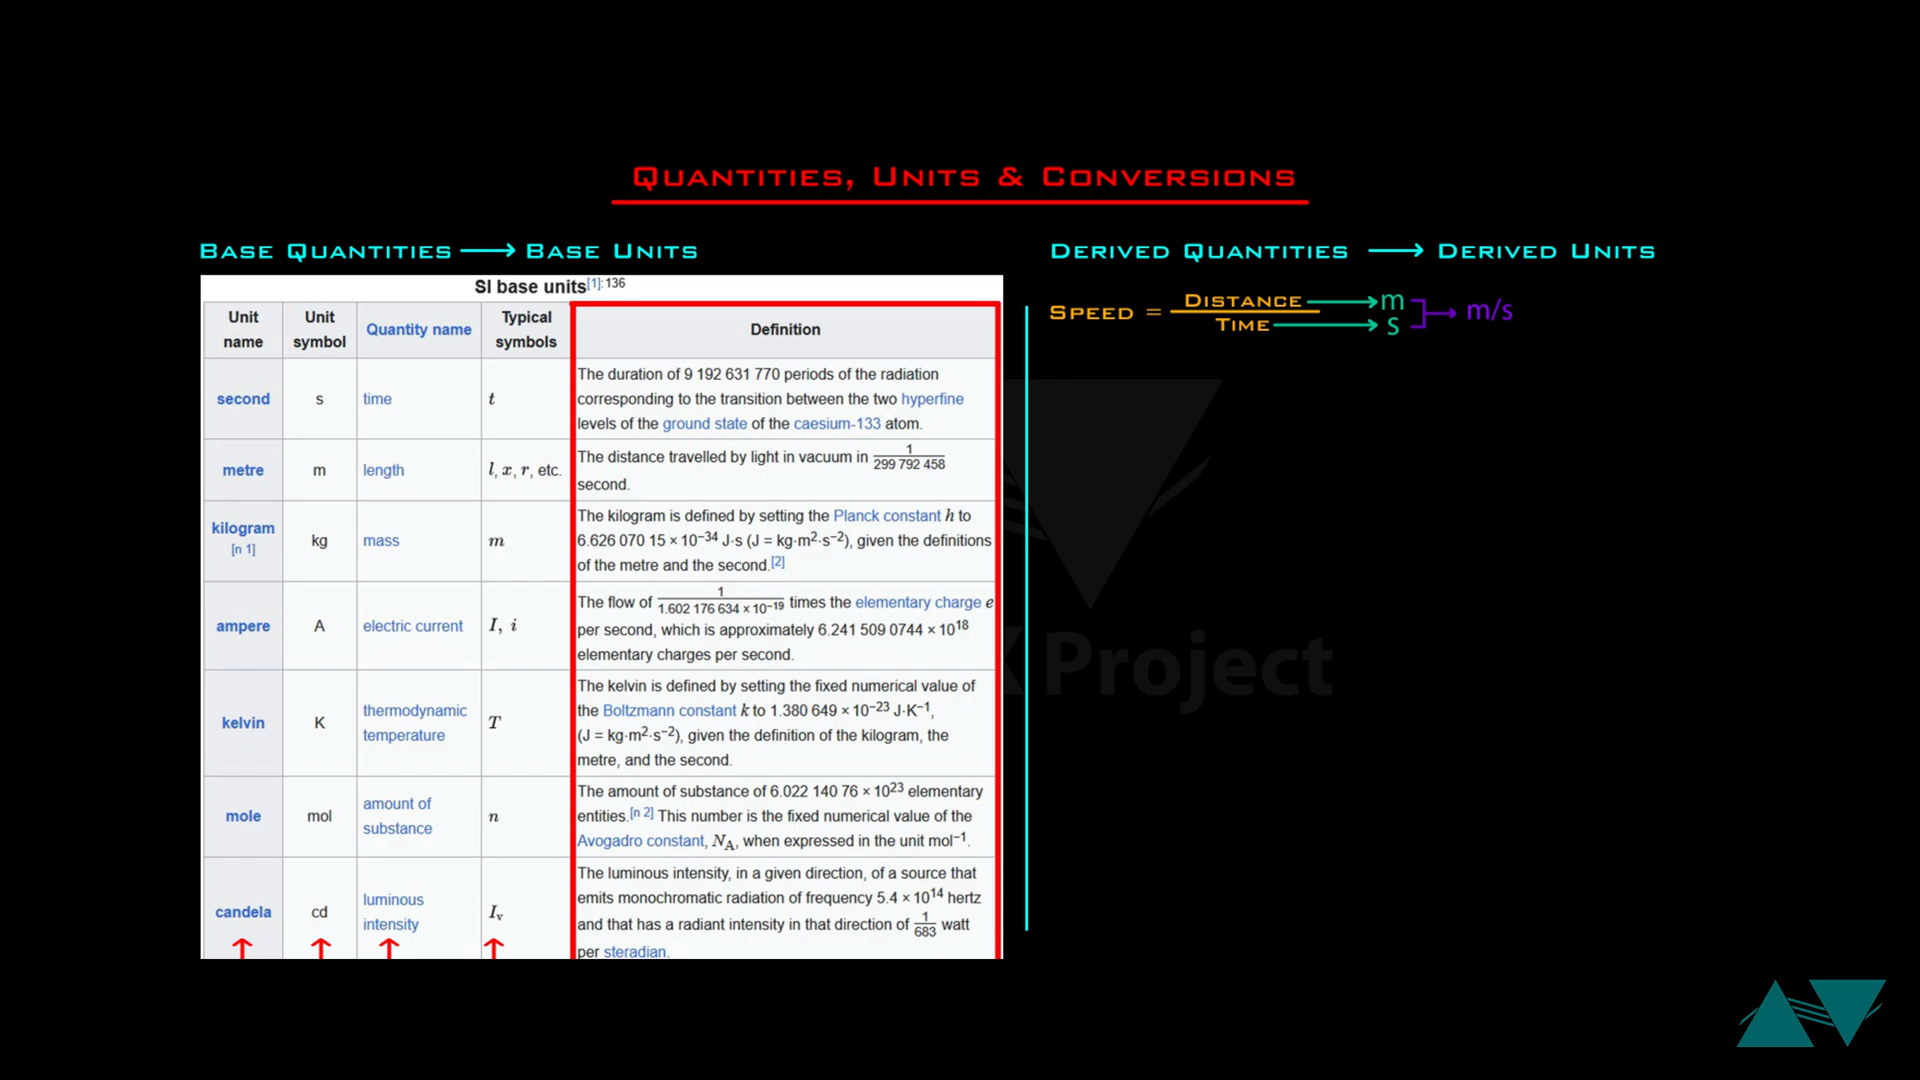 QUANTITIES, UNITS & CONVERSIONS
BASE QUANTITIES ⟶ BASE UNITS
SI base units[1]:136
Unit name | Unit symbol | Quantity name | Typical symbols | Definition
second | s | time | t | The duration of 9 192 631 770 periods of the radiation
corresponding to the transition between the two hyperfine
levels of the ground state of the caesium-133 atom.
metre | m | length | l, x, r, etc. | The distance travelled by light in vacuum in 1/299 792 458
second.
kilogram [n 1] | kg | mass | m | The kilogram is defined by setting the Planck constant h to
6.626 070 15 × 10⁻³⁴ J·s (J = kg·m²·s⁻²), given the definitions
of the metre and the second.[2]
ampere | A | electric current | I, i | The flow of 1/1.602 176 634 × 10⁻¹⁹ times the elementary charge e
per second, which is approximately 6.241 509 0744 × 10¹⁸
elementary charges per second.
kelvin | K | thermodynamic temperature | T | The kelvin is defined by setting the fixed numerical value of
the Boltzmann constant k to 1.380 649 × 10⁻²³ J·K⁻¹,
(J = kg·m²·s⁻²), given the definition of the kilogram, the
metre, and the second.
mole | mol | amount of substance | n | The amount of substance of 6.022 140 76 × 10²³ elementary
entities.[n 2] This number is the fixed numerical value of the
Avogadro constant, N_A, when expressed in the unit mol⁻¹.
candela | cd | luminous intensity | I_v | The luminous intensity, in a given direction, of a source that
emits monochromatic radiation of frequency 5.4 × 10¹⁴ hertz
and that has a radiant intensity in that direction of 1/683 watt
per steradian.
DERIVED QUANTITIES ⟶ DERIVED UNITS
SPEED = DISTANCE ⟶ m
TIME ⟶ s
m/s
Project